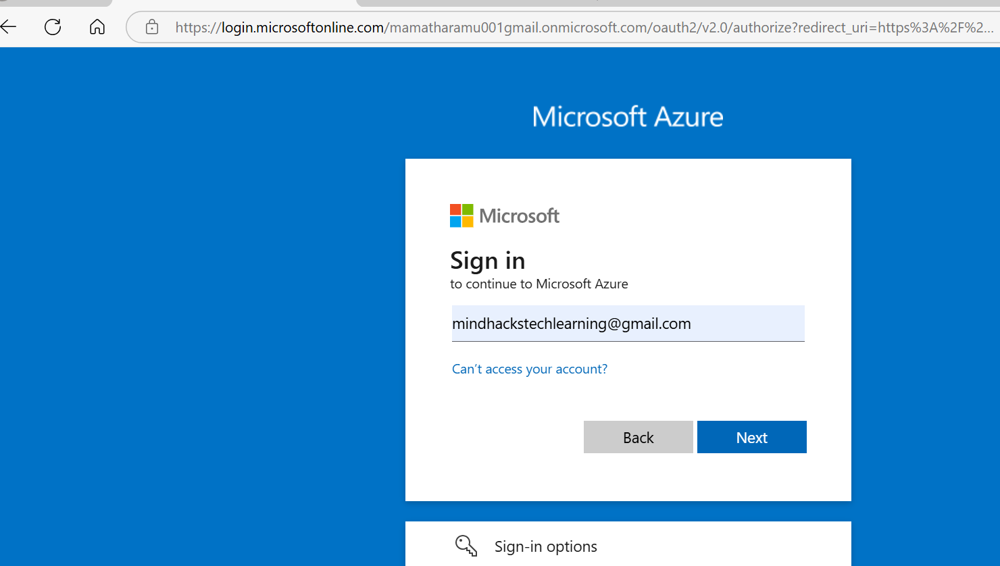 https://login.microsoftonline.com/mamatharamu001gmail.onmicrosoft.com/oauth2/v2.0/authorize?redirect_uri=https%3A%2F%2...
Microsoft Azure
Microsoft
Sign in
to continue to Microsoft Azure
mindhackstechlearning@gmail.com
Can't access your account?
Back Next
Sign-in options